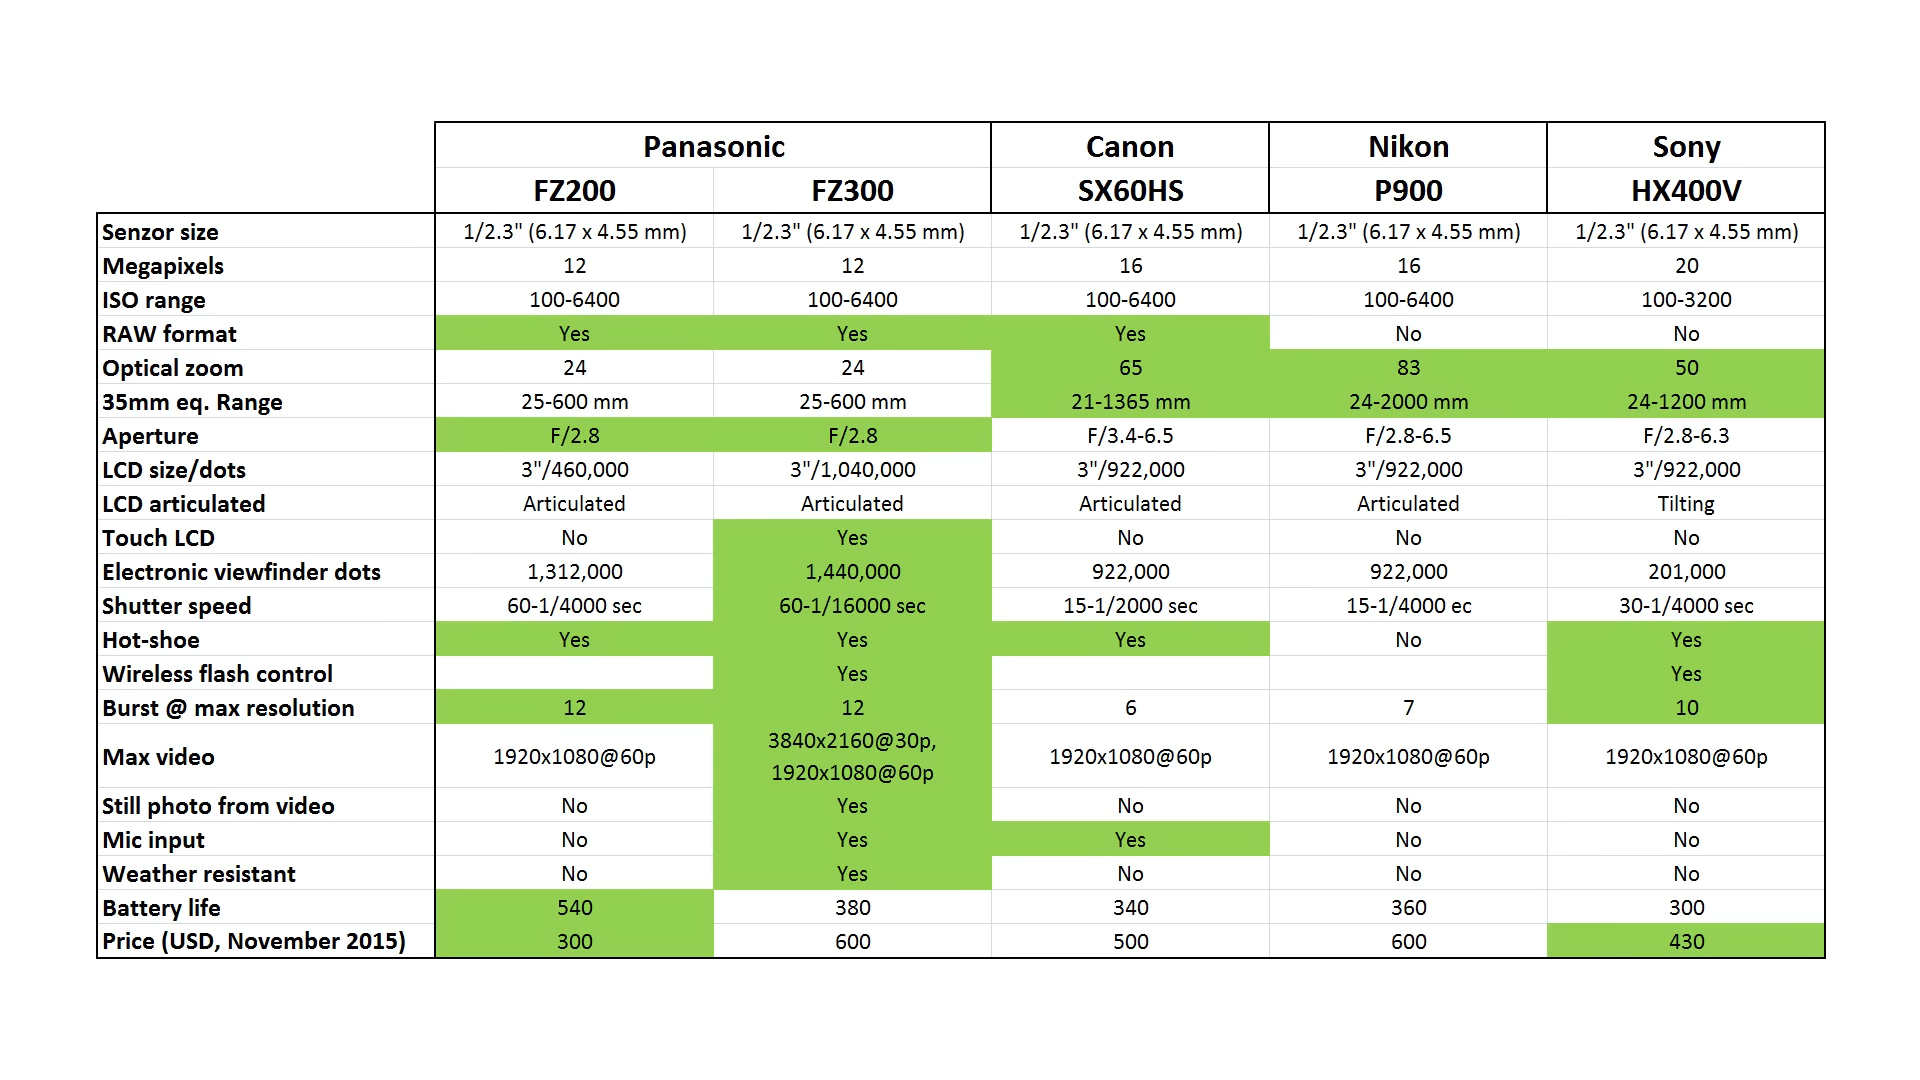 Panasonic Canon Nikon Sony
FZ200 FZ300 SX60HS P900 HX400V
Senzor size 1/2.3" (6.17 x 4.55 mm) 1/2.3" (6.17 x 4.55 mm) 1/2.3" (6.17 x 4.55 mm) 1/2.3" (6.17 x 4.55 mm) 1/2.3" (6.17 x 4.55 mm)
Megapixels 12 12 16 16 20
ISO range 100-6400 100-6400 100-6400 100-6400 100-3200
RAW format Yes Yes Yes No No
Optical zoom 24 24 65 83 50
35mm eq. Range 25-600 mm 25-600 mm 21-1365 mm 24-2000 mm 24-1200 mm
Aperture F/2.8 F/2.8 F/3.4-6.5 F/2.8-6.5 F/2.8-6.3
LCD size/dots 3"/460,000 3"/1,040,000 3"/922,000 3"/922,000 3"/922,000
LCD articulated Articulated Articulated Articulated Articulated Tilting
Touch LCD No Yes No No No
Electronic viewfinder dots 1,312,000 1,440,000 922,000 922,000 201,000
Shutter speed 60-1/4000 sec 60-1/16000 sec 15-1/2000 sec 15-1/4000 ec 30-1/4000 sec
Hot-shoe Yes Yes Yes No Yes
Wireless flash control Yes Yes
Burst @ max resolution 12 12 6 7 10
Max video 1920x1080@60p 3840x2160@30p, 1920x1080@60p 1920x1080@60p 1920x1080@60p 1920x1080@60p
Still photo from video No Yes No No No
Mic input No Yes Yes No No
Weather resistant No Yes No No No
Battery life 540 380 340 360 300
Price (USD, November 2015) 300 600 500 600 430